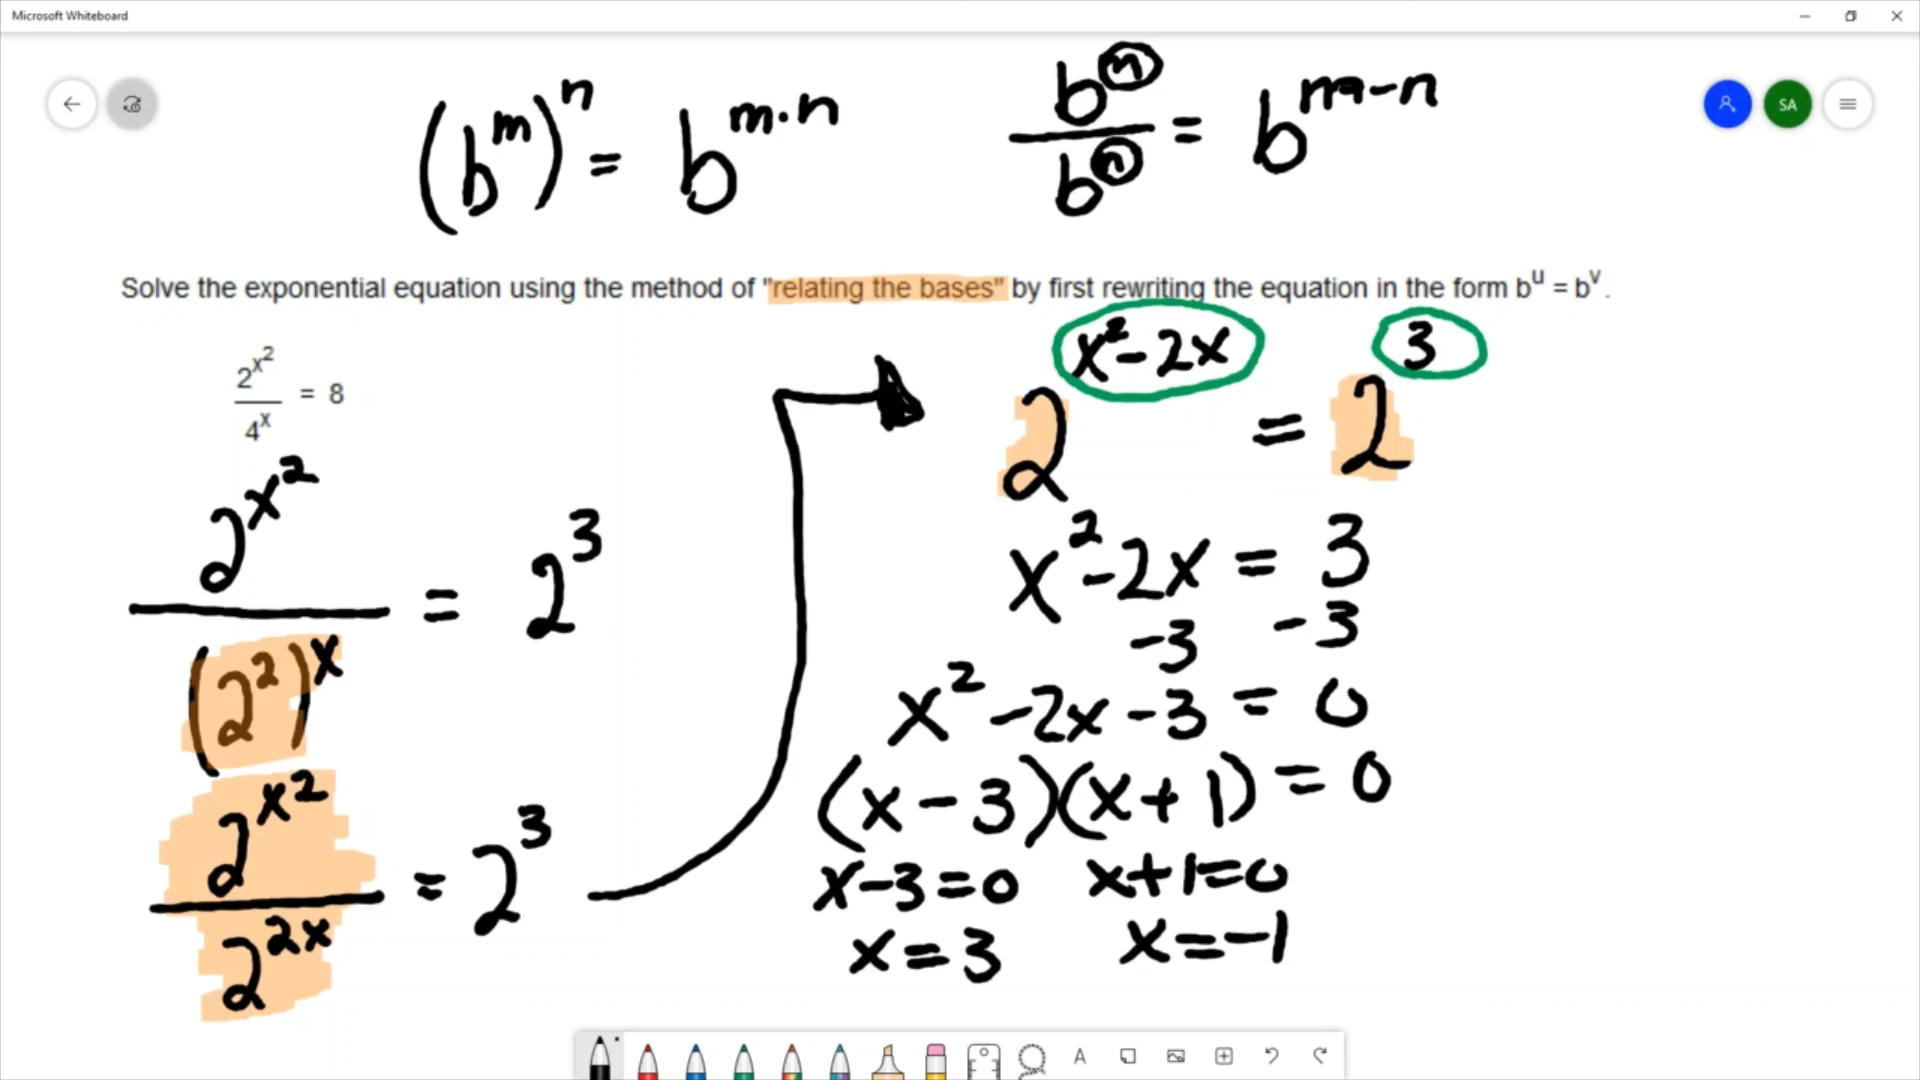 Microsoft Whiteboard
SA
(b^m)^n = b^{m·n}
b^m / b^n = b^{m-n}
Solve the exponential equation using the method of "relating the bases" by first rewriting the equation in the form b^u = b^v.
2^{x^2} / 4^x = 8
2^{x^2} / (2^2)^x = 2^3
2^{x^2} / 2^{2x} = 2^3
2^{x^2-2x} = 2^3
x^2-2x = 3
-3 -3
x^2-2x-3 = 0
(x-3)(x+1) = 0
x-3=0 x+1=0
x=3 x=-1
A